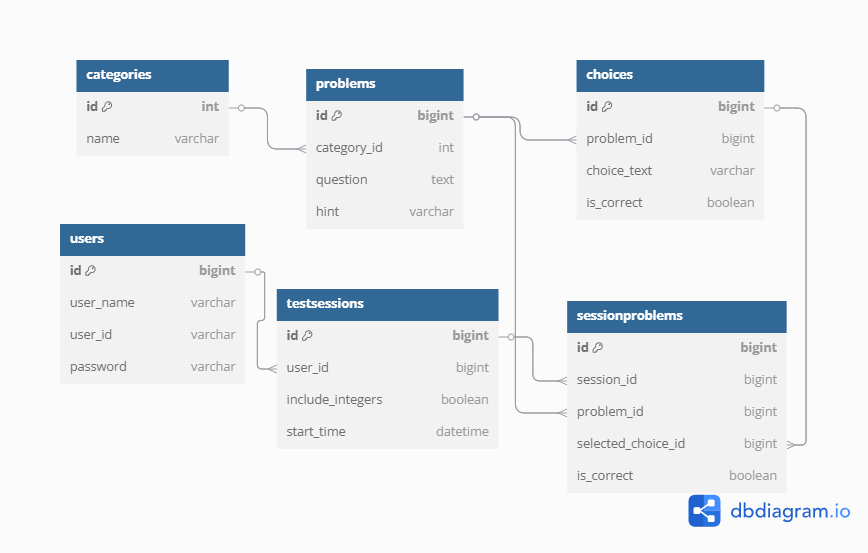 categories
id int
name varchar
problems
id bigint
category_id int
question text
hint varchar
choices
id bigint
problem_id bigint
choice_text varchar
is_correct boolean
users
id bigint
user_name varchar
user_id varchar
password varchar
testsessions
id bigint
user_id bigint
include_integers boolean
start_time datetime
sessionproblems
id bigint
session_id bigint
problem_id bigint
selected_choice_id bigint
is_correct boolean
dbdiagram.io